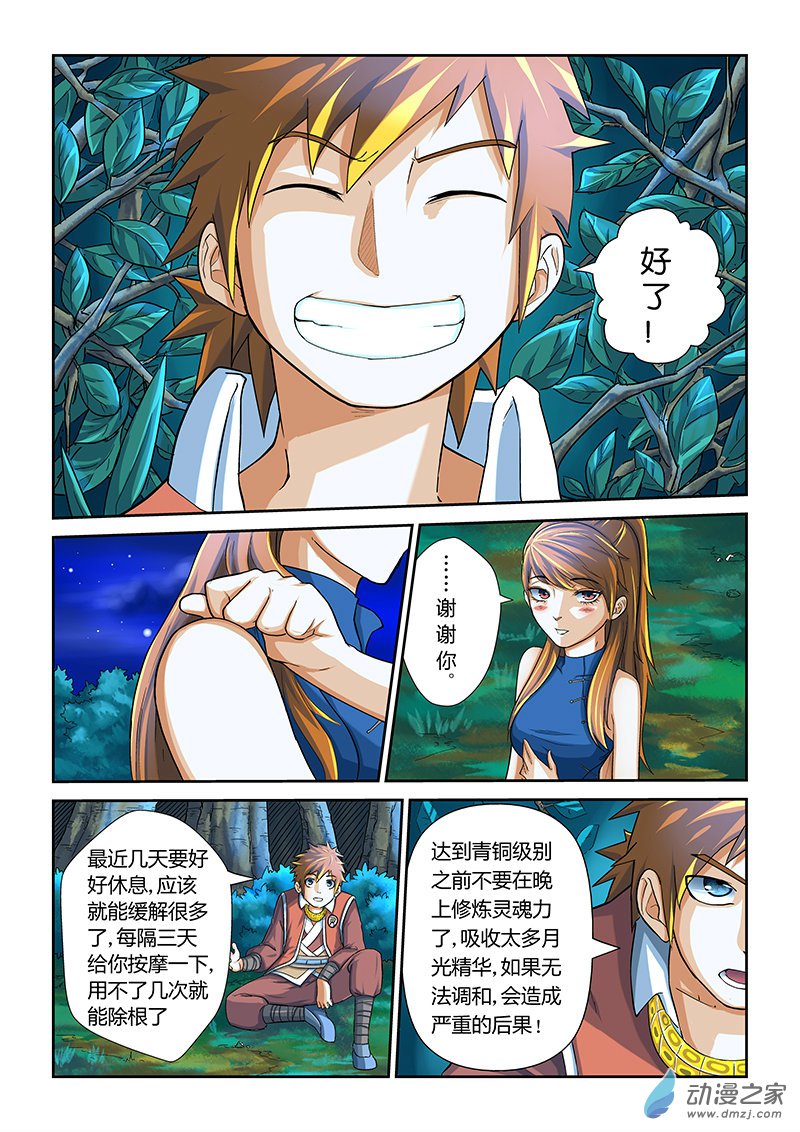 好
了
！
……
谢
谢
你
。
最近几天要好
好休息，应该
就能缓解很多
了，每隔三天
给你按摩一下，
用不了几次就
能除根了
达到青铜级别
之前不要在晚
上修炼灵魂力
了，吸收太多月
光精华，如果无
法调和，会造成
严重的后果！
动漫之家
www.dmzj.com